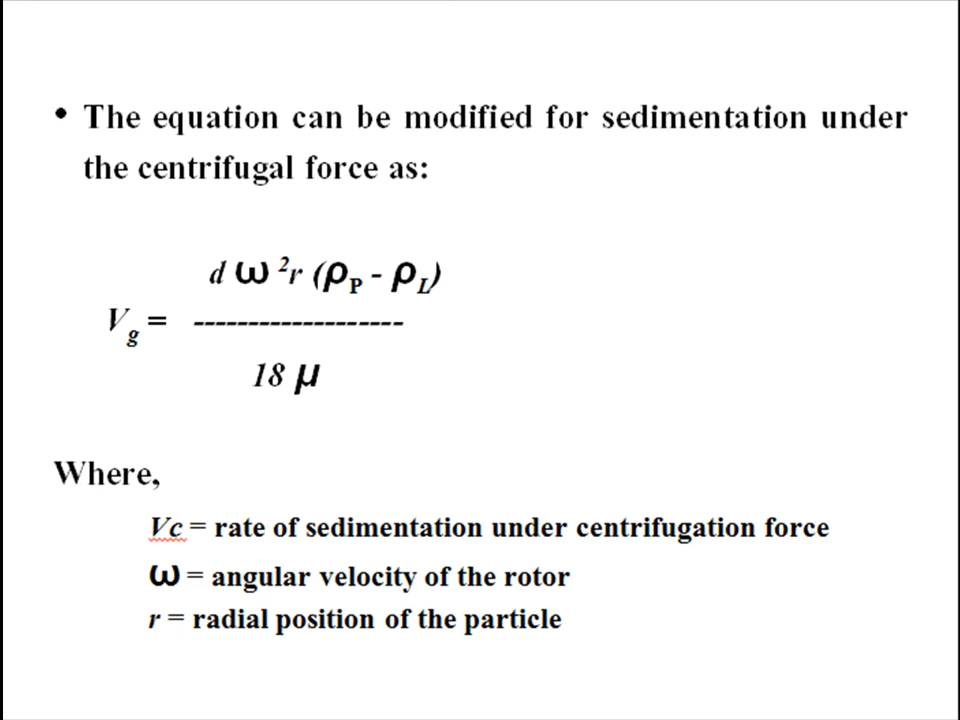 • The equation can be modified for sedimentation under
the centrifugal force as:
d ω ²r (ρP - ρL)
Vg = -------------------
18 μ
Where,
Vc = rate of sedimentation under centrifugation force
ω = angular velocity of the rotor
r = radial position of the particle